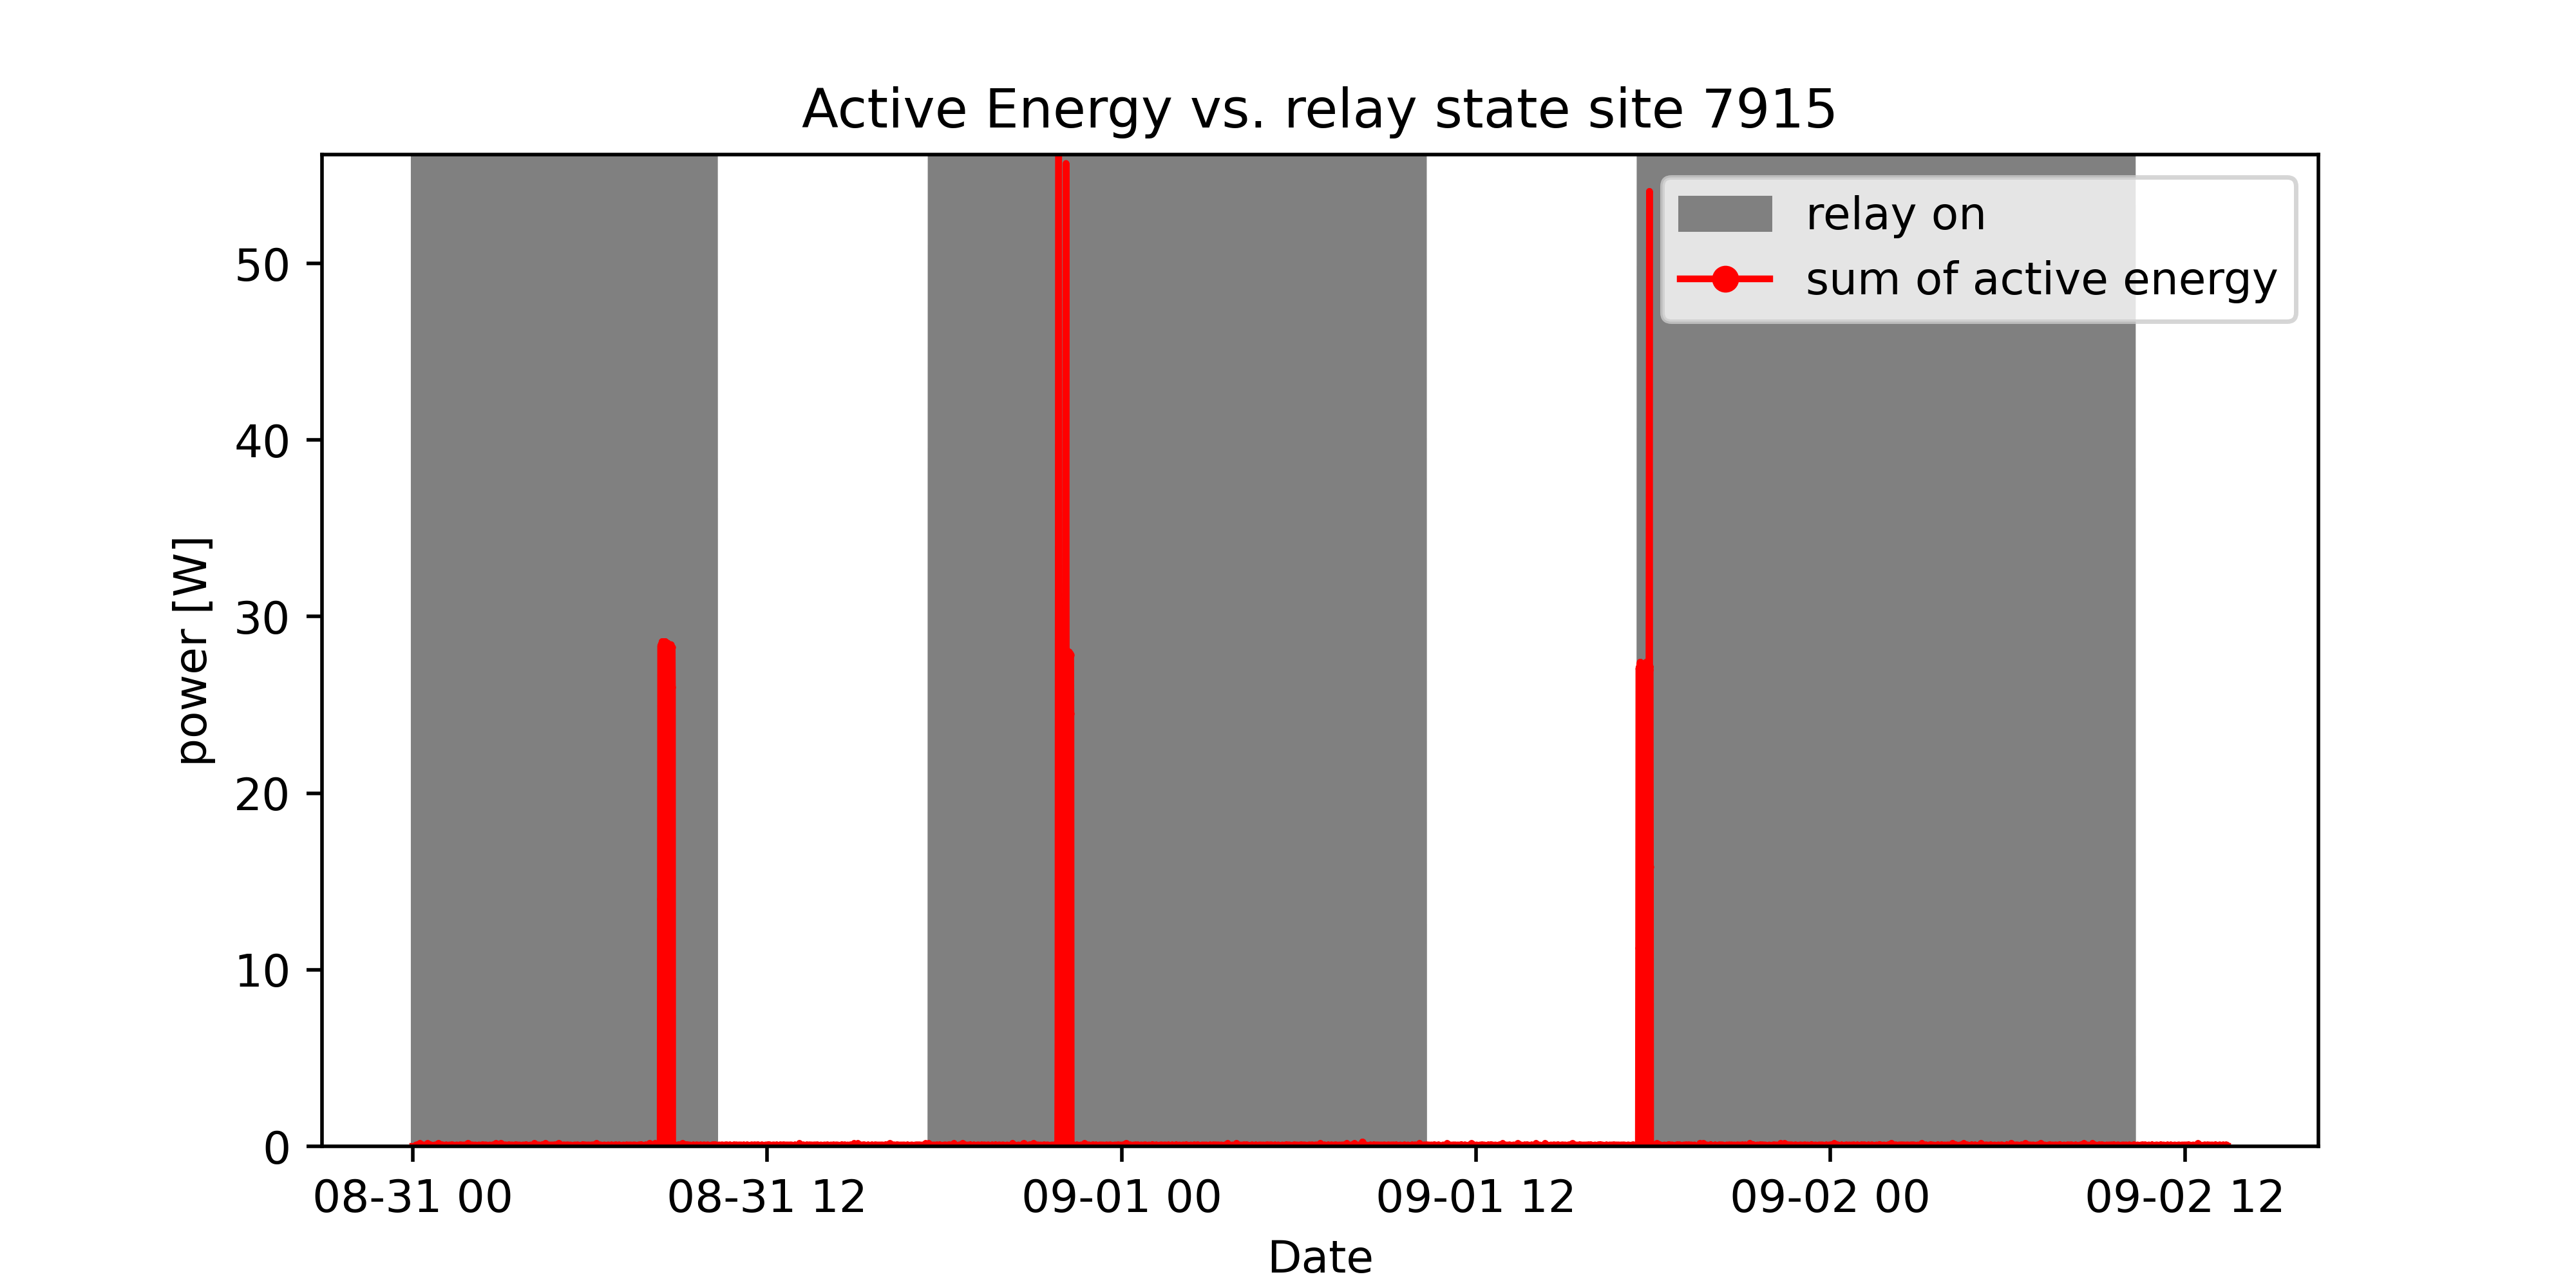 Active Energy vs. relay state site 7915
relay on
sum of active energy
power [W]
50
40
30
20
10
0
08-31 00
08-31 12
09-01 00
09-01 12
09-02 00
09-02 12
Date